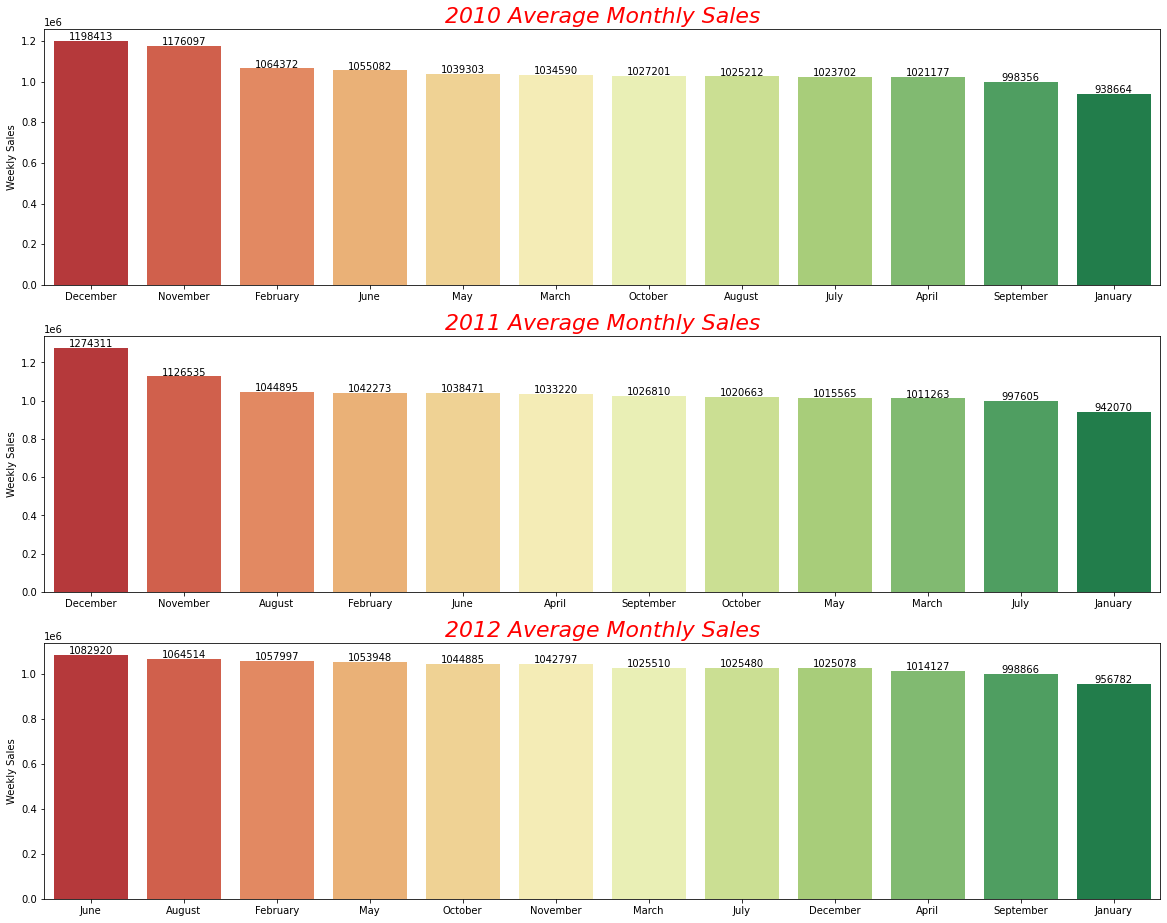 2010 Average Monthly Sales
1e6
1198413 1176097 1064372 1055082 1039303 1034590 1027201 1025212 1023702 1021177 998356 938664
1.2
1.0
0.8
0.6
0.4
0.2
0.0
Weekly Sales
December November February June May March October August July April September January
2011 Average Monthly Sales
1e6
1274311 1126535 1044895 1042273 1038471 1033220 1026810 1020663 1015565 1011263 997605 942070
1.2
1.0
0.8
0.6
0.4
0.2
0.0
Weekly Sales
December November August February June April September October May March July January
2012 Average Monthly Sales
1e6
1082920 1064514 1057997 1053948 1044885 1042797 1025510 1025480 1025078 1014127 998866 956782
1.0
0.8
0.6
0.4
0.2
0.0
Weekly Sales
June August February May October November March July December April September January